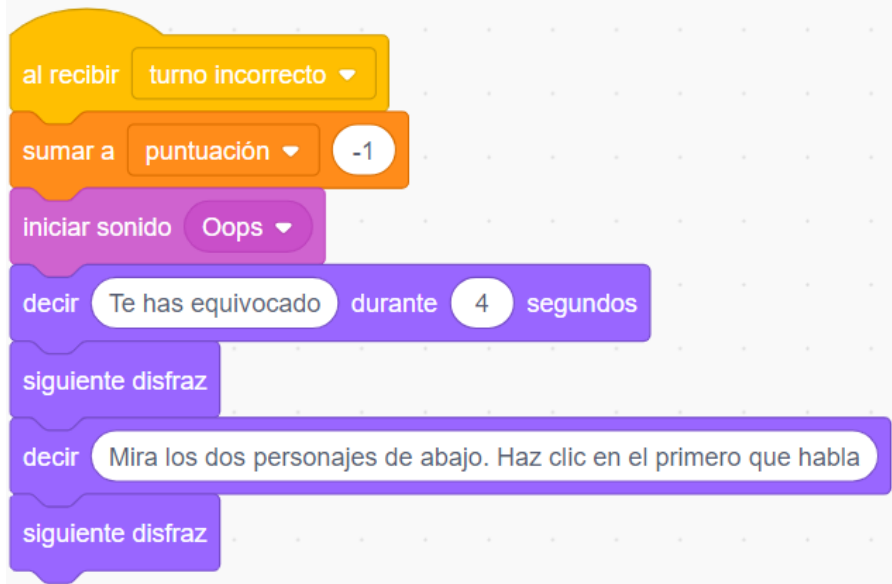 al recibir turno incorrecto
sumar a puntuación -1
iniciar sonido Oops
decir Te has equivocado durante 4 segundos
siguiente disfraz
decir Mira los dos personajes de abajo. Haz clic en el primero que habla
siguiente disfraz